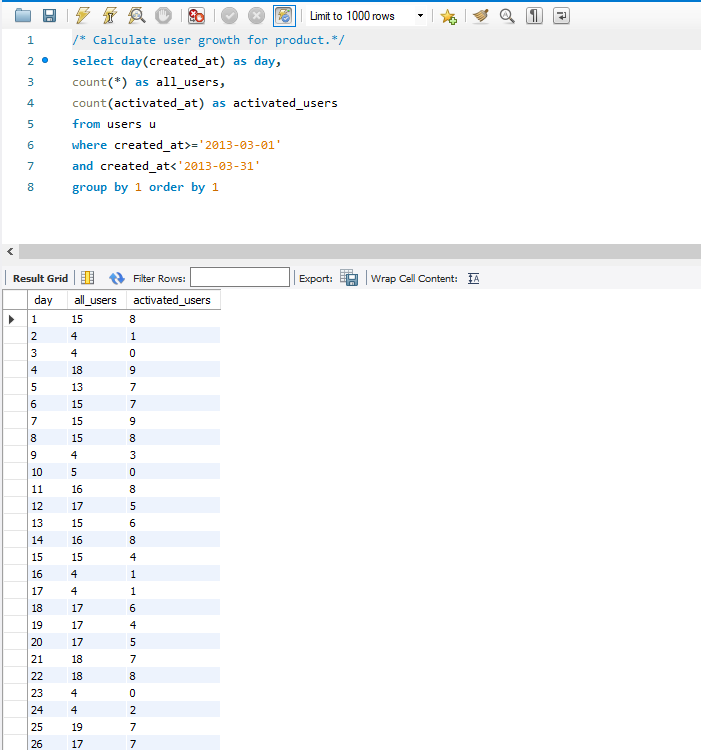 Limit to 1000 rows
1 /* Calculate user growth for product.*/
2 select day(created_at) as day,
3 count(*) as all_users,
4 count(activated_at) as activated_users
5 from users u
6 where created_at>='2013-03-01'
7 and created_at<'2013-03-31'
8 group by 1 order by 1
Result Grid Filter Rows: Export: Wrap Cell Content: IA
day all_users activated_users
1 15 8
2 4 1
3 4 0
4 18 9
5 13 7
6 15 7
7 15 9
8 15 8
9 4 3
10 5 0
11 16 8
12 17 5
13 15 6
14 16 8
15 15 4
16 4 1
17 4 1
18 17 6
19 17 4
20 17 5
21 18 7
22 18 8
23 4 0
24 4 2
25 19 7
26 17 7